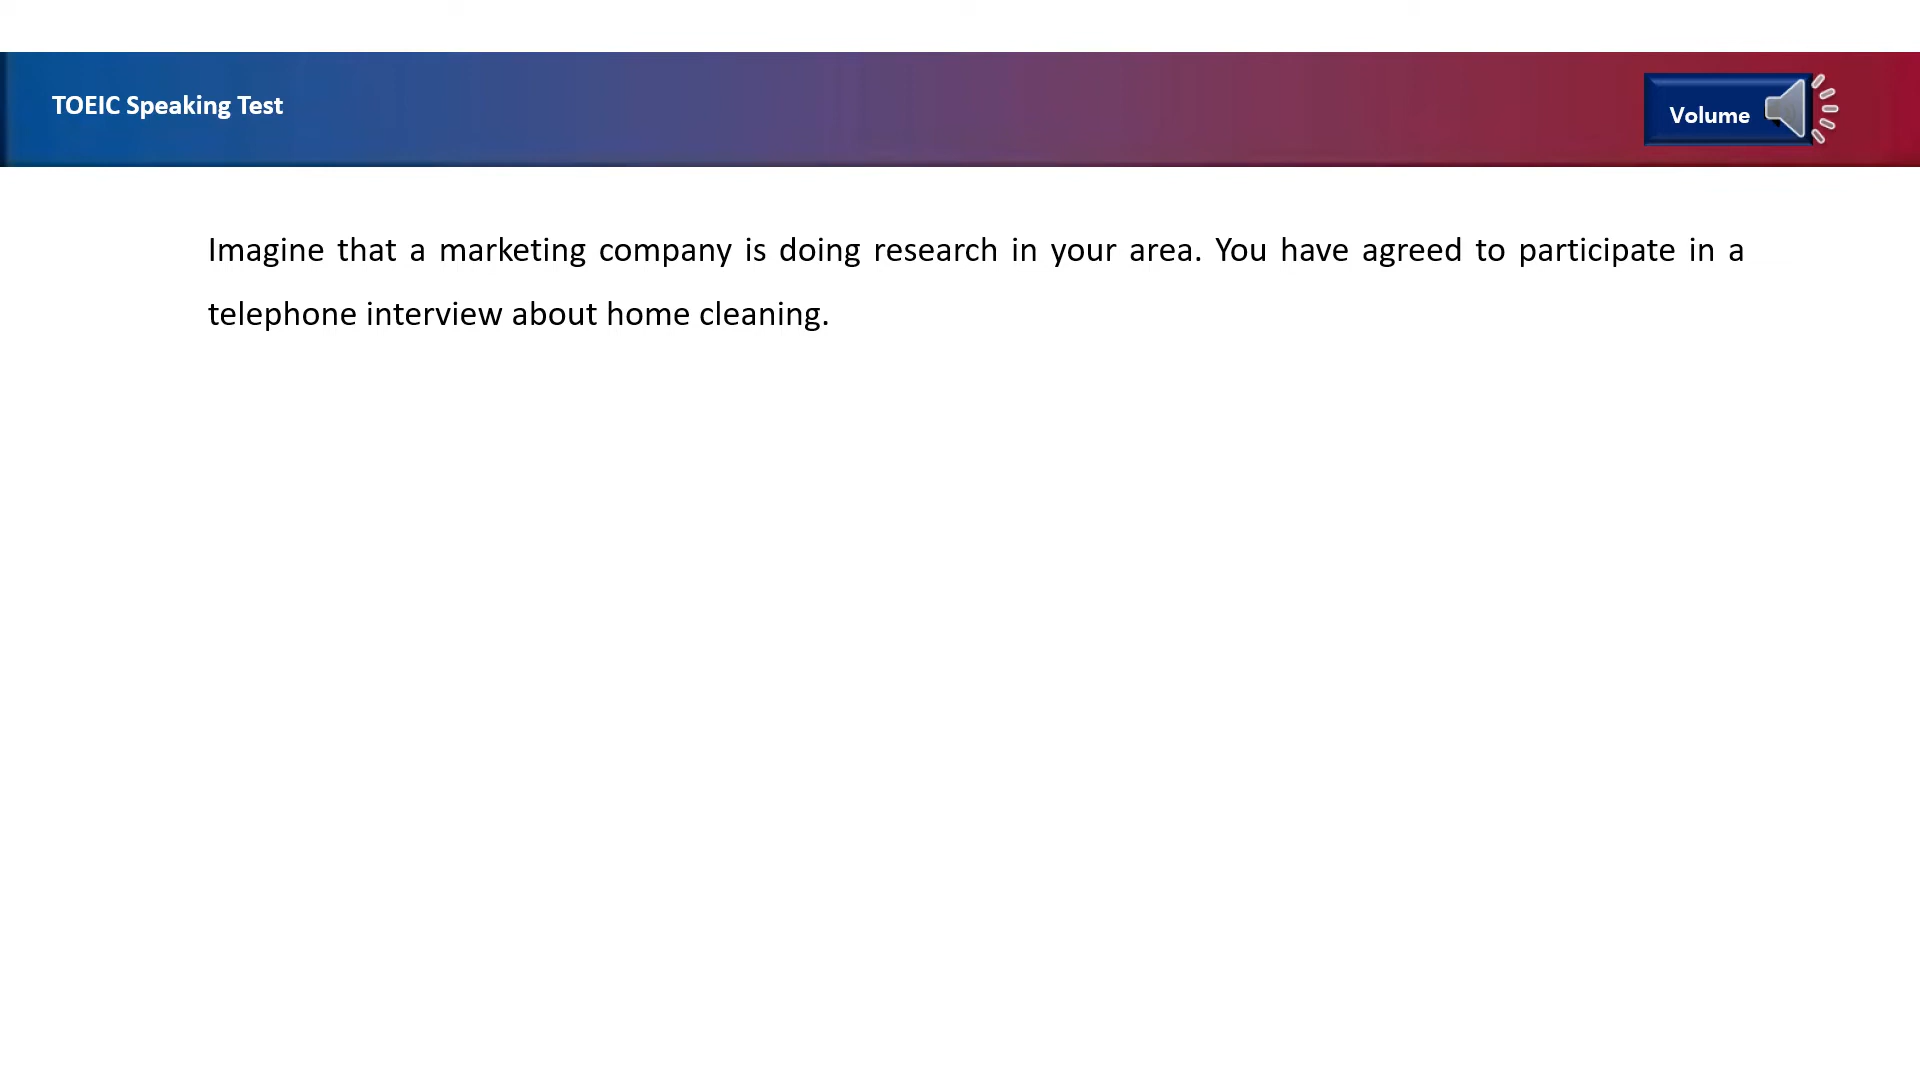 TOEIC Speaking Test
Volume
Imagine that a marketing company is doing research in your area. You have agreed to participate in a
telephone interview about home cleaning.